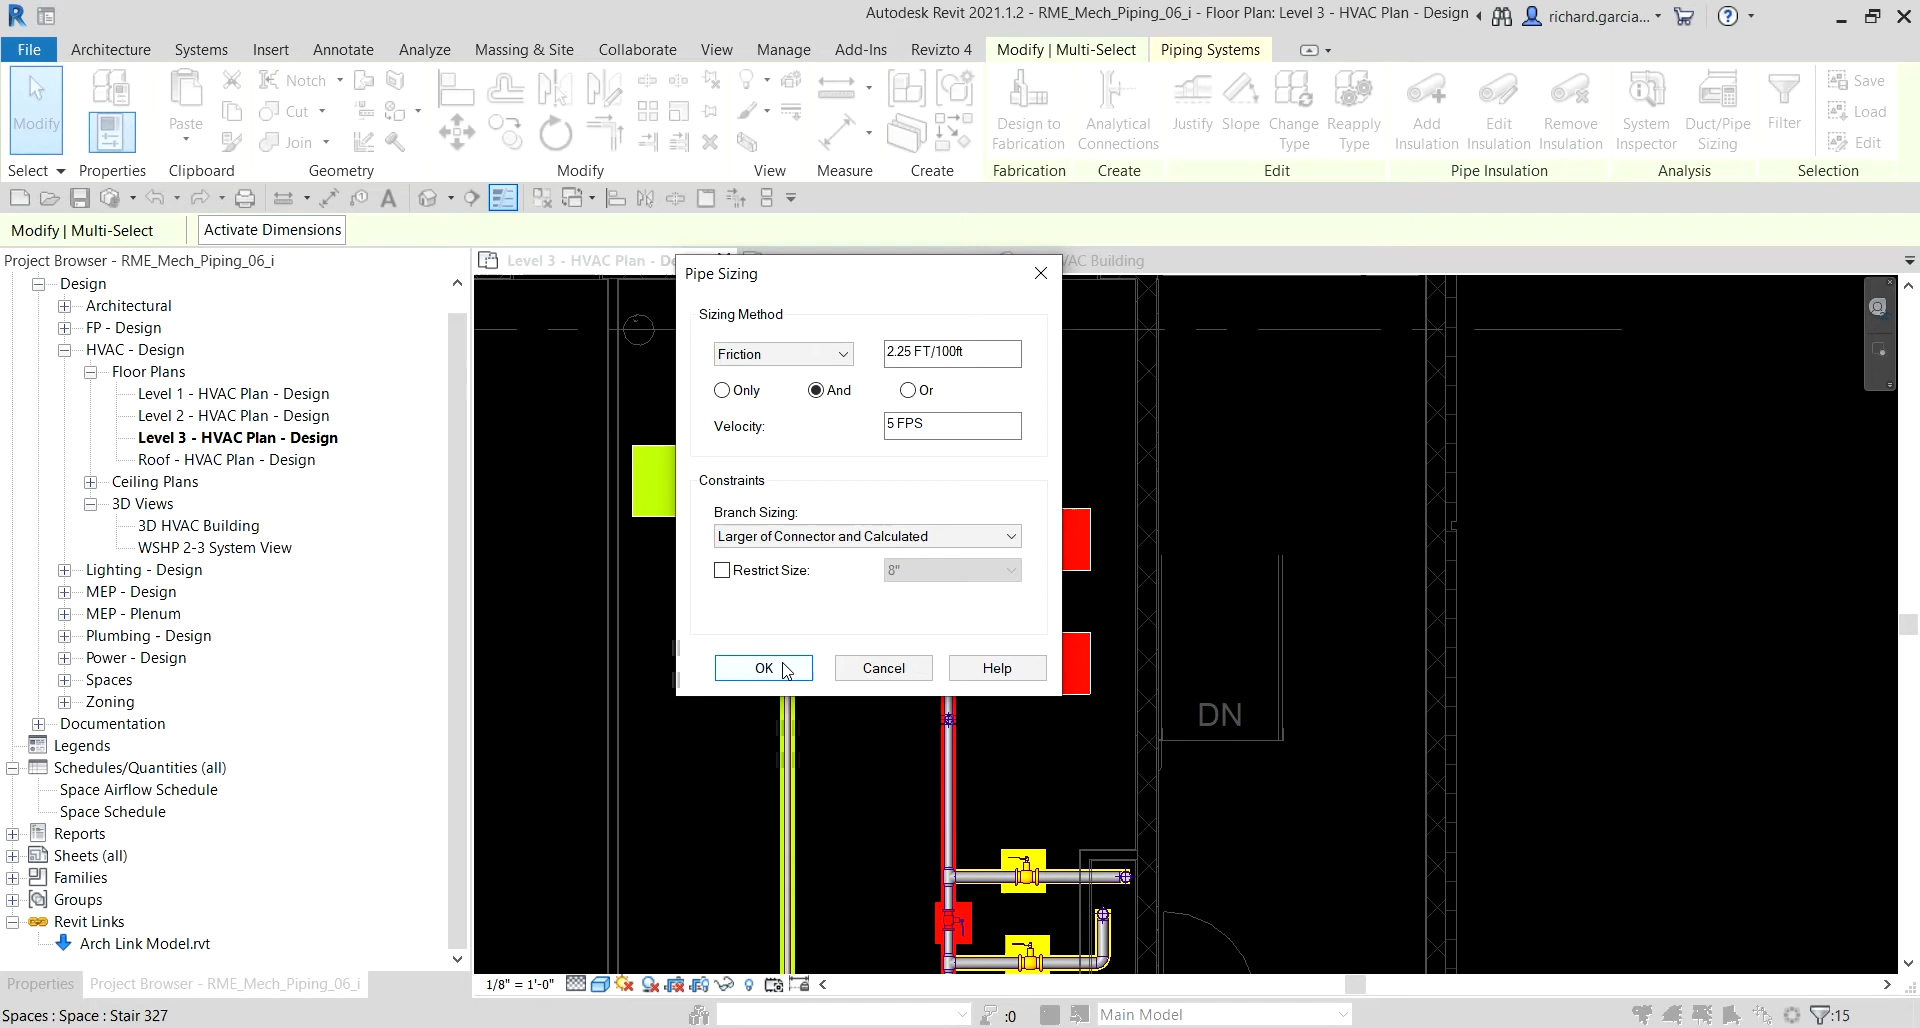 Autodesk Revit 2021.1.2 - RME_Mech_Piping_06_i - Floor Plan: Level 3 - HVAC Plan - Design
richard.garcia...
File Architecture Systems Insert Annotate Analyze Massing & Site Collaborate View Manage Add-Ins Revizto 4 Modify | Multi-Select Piping Systems
Modify
Paste
Notch
Cut
Join
Design to Fabrication
Analytical Connections
Justify
Slope
Change Type
Reapply Type
Add Insulation
Edit Insulation
Remove Insulation
System Inspector
Duct/Pipe Sizing
Filter
Save
Load
Edit
Select Properties Clipboard Geometry Modify View Measure Create Fabrication Create Edit Pipe Insulation Analysis Selection
Modify | Multi-Select Activate Dimensions
Project Browser - RME_Mech_Piping_06_i
Design
Architectural
FP - Design
HVAC - Design
Floor Plans
Level 1 - HVAC Plan - Design
Level 2 - HVAC Plan - Design
Level 3 - HVAC Plan - Design
Roof - HVAC Plan - Design
Ceiling Plans
3D Views
3D HVAC Building
WSHP 2-3 System View
Lighting - Design
MEP - Design
MEP - Plenum
Plumbing - Design
Power - Design
Spaces
Zoning
Documentation
Legends
Schedules/Quantities (all)
Space Airflow Schedule
Space Schedule
Reports
Sheets (all)
Families
Groups
Revit Links
Arch Link Model.rvt
Properties Project Browser - RME_Mech_Piping_06_i
Level 3 - HVAC Plan - De
Building
Pipe Sizing
Sizing Method
Friction 2.25 FT/100ft
Only And Or
Velocity: 5 FPS
Constraints
Branch Sizing:
Larger of Connector and Calculated
Restrict Size: 8"
OK Cancel Help
DN
1/8" = 1'-0"
Spaces : Space : Stair 327
:0
Main Model
:15